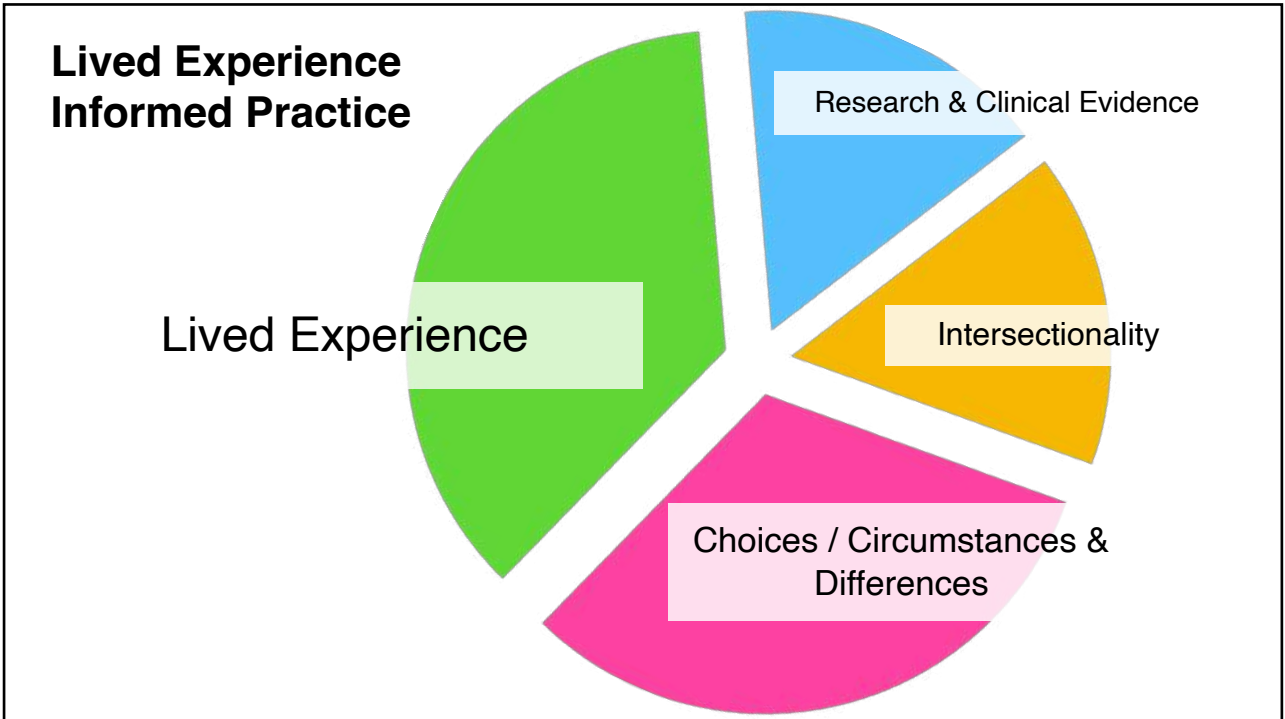 Lived Experience
Informed Practice
Research & Clinical Evidence
Lived Experience
Intersectionality
Choices / Circumstances &
Differences